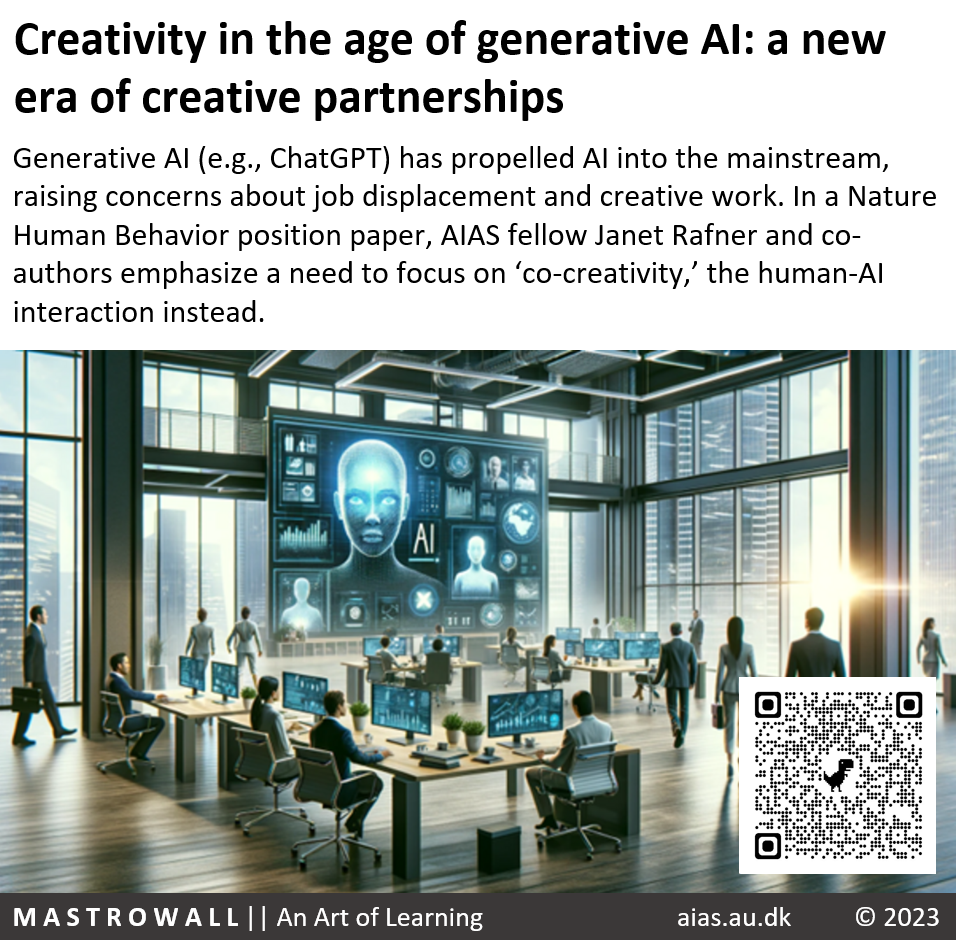 Creativity in the age of generative AI: a new
era of creative partnerships
Generative AI (e.g., ChatGPT) has propelled AI into the mainstream,
raising concerns about job displacement and creative work. In a Nature
Human Behavior position paper, AIAS fellow Janet Rafner and co-
authors emphasize a need to focus on ‘co-creativity,’ the human-AI
interaction instead.
AI
MASTROWALL || An Art of Learning aias.au.dk © 2023